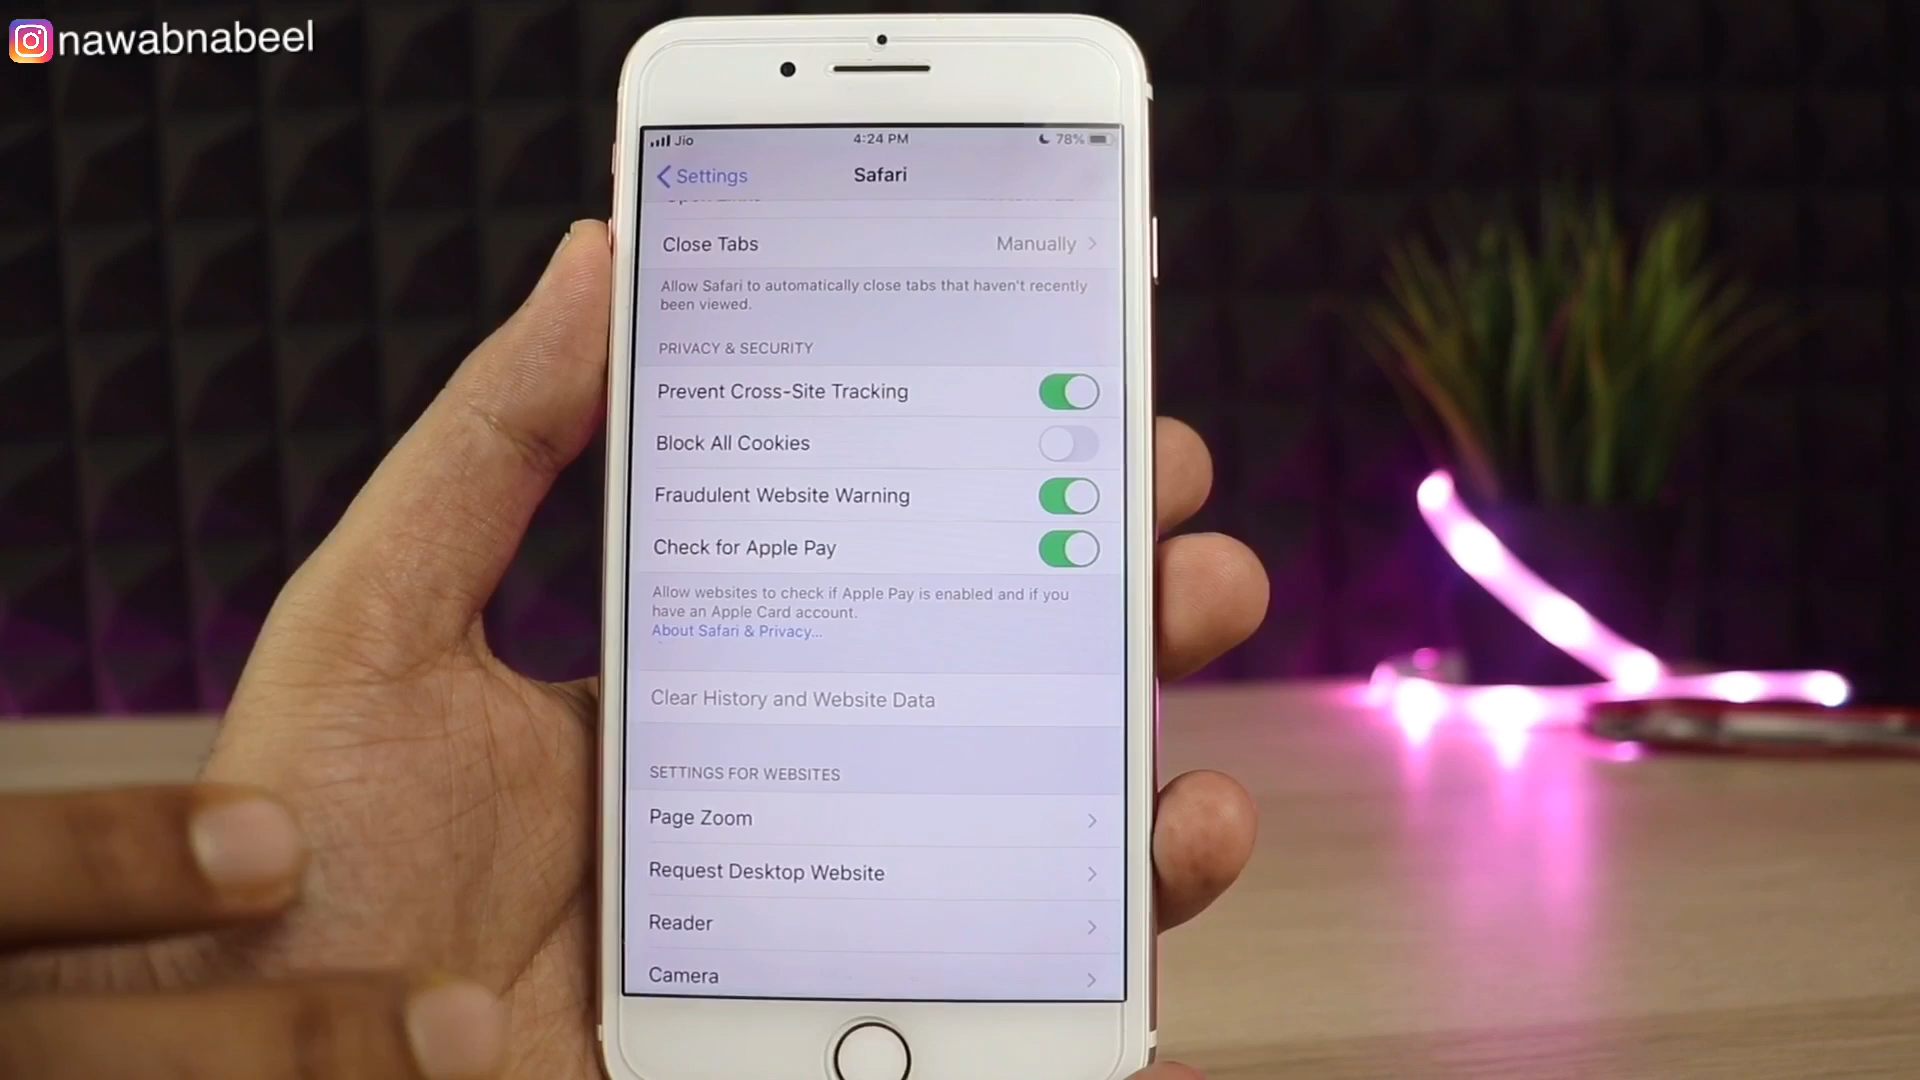 nawabnabeel
Jio
4:24 PM
78%
Settings
Safari
Close Tabs
Manually
Allow Safari to automatically close tabs that haven't recently
been viewed.
PRIVACY & SECURITY
Prevent Cross-Site Tracking
Block All Cookies
Fraudulent Website Warning
Check for Apple Pay
Allow websites to check if Apple Pay is enabled and if you
have an Apple Card account.
About Safari & Privacy...
Clear History and Website Data
SETTINGS FOR WEBSITES
Page Zoom
Request Desktop Website
Reader
Camera